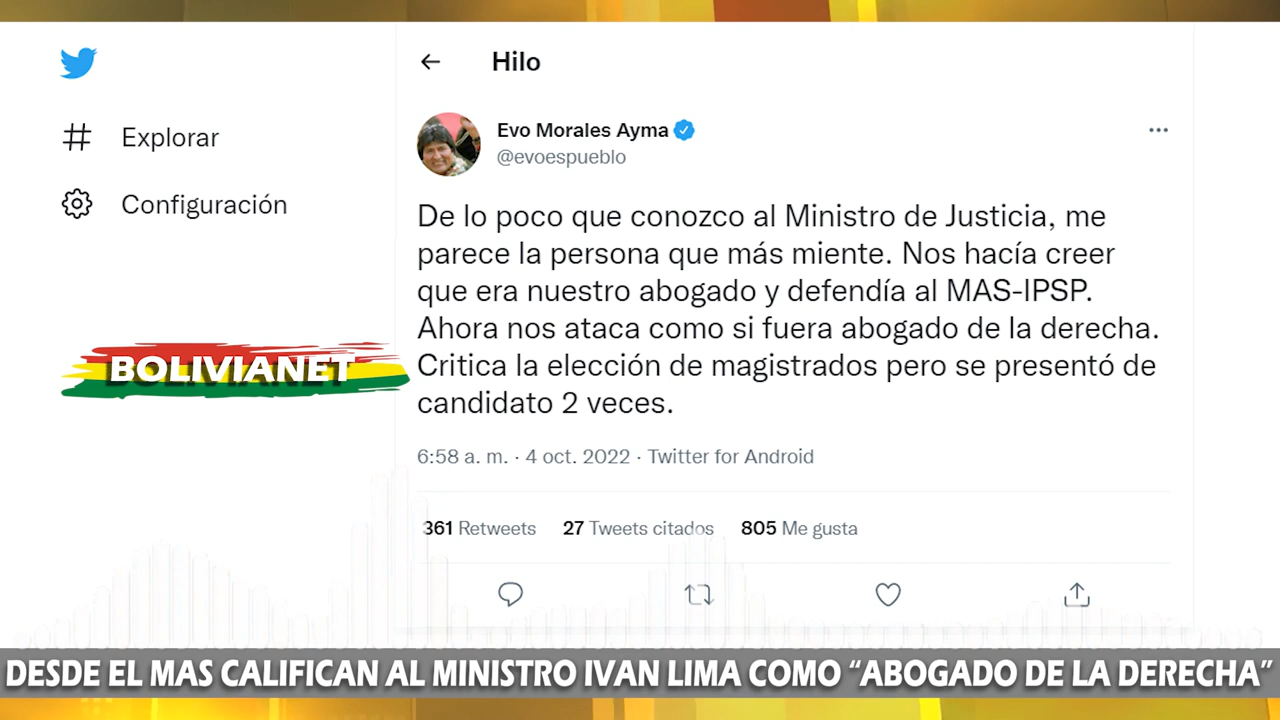 Hilo
Explorar
Configuración
Evo Morales Ayma
@evoespueblo
De lo poco que conozco al Ministro de Justicia, me
parece la persona que más miente. Nos hacía creer
que era nuestro abogado y defendía al MAS-IPSP.
Ahora nos ataca como si fuera abogado de la derecha.
Critica la elección de magistrados pero se presentó de
candidato 2 veces.
6:58 a. m. · 4 oct. 2022 · Twitter for Android
361 Retweets 27 Tweets citados 805 Me gusta
BOLIVIANET
DESDE EL MAS CALIFICAN AL MINISTRO IVAN LIMA COMO “ABOGADO DE LA DERECHA”